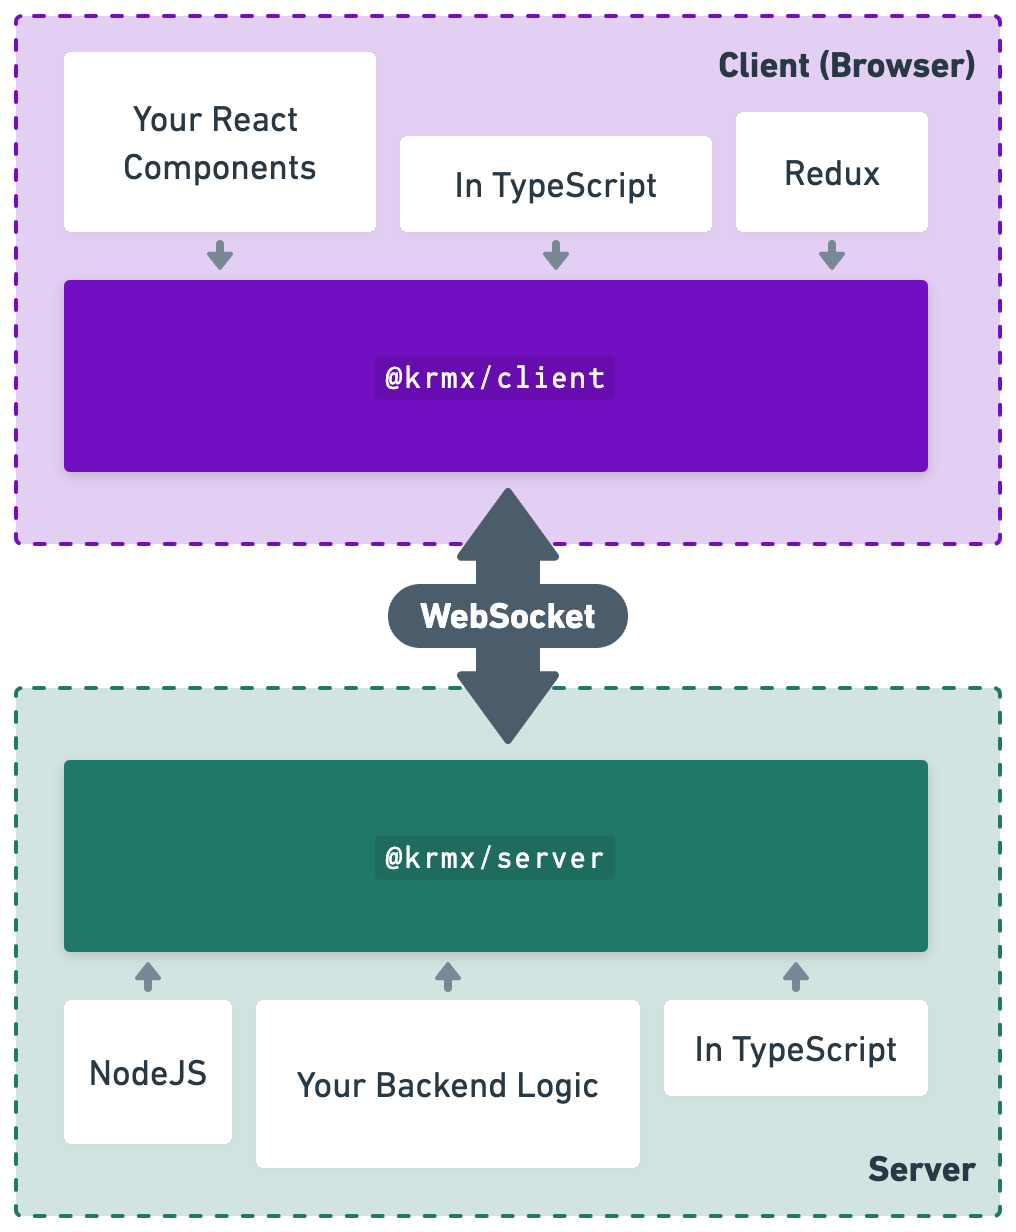 Client (Browser)
Your React
Components
In TypeScript
Redux
@krmx/client
WebSocket
@krmx/server
NodeJS
Your Backend Logic
In TypeScript
Server